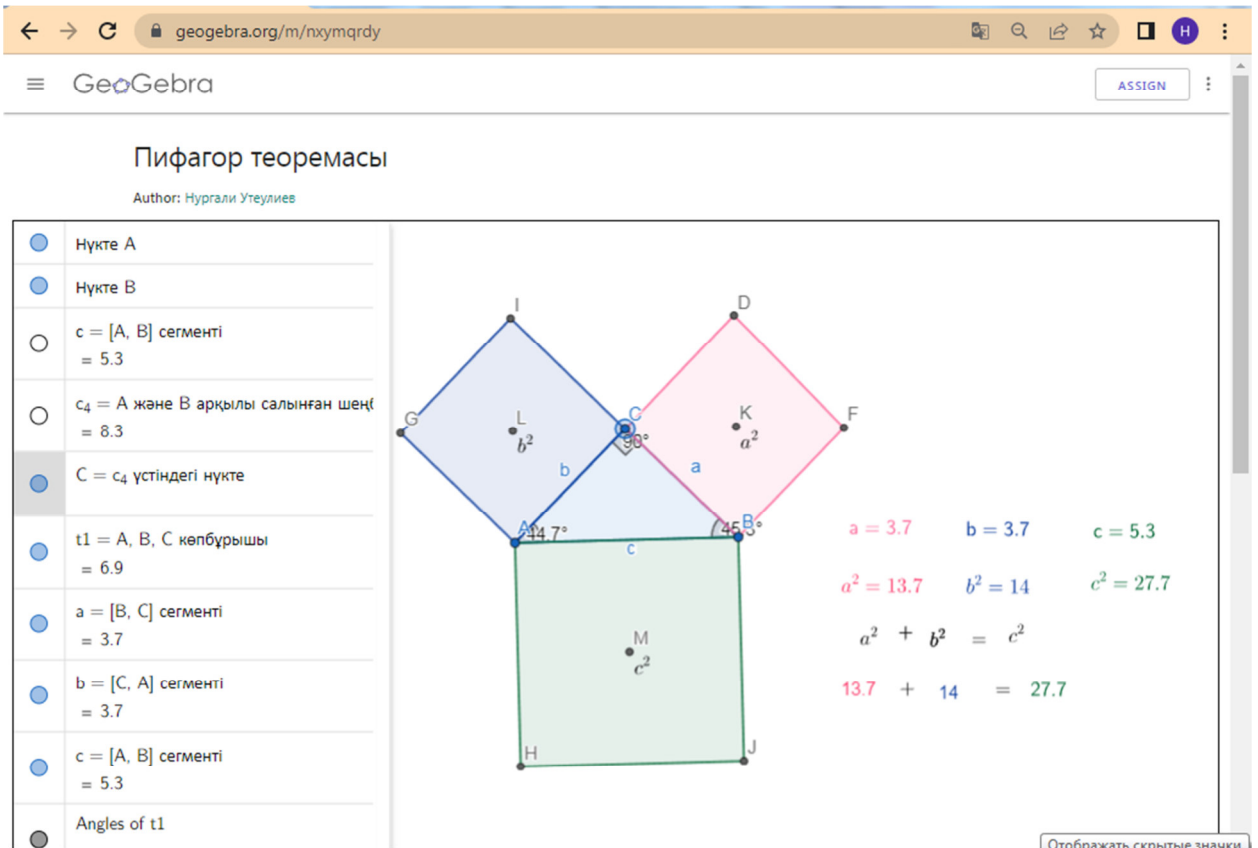 geogebra.org/m/nxymqrdy
H
GeoGebra
ASSIGN
Пифагор теоремасы
Author: Нургали Утеулиев
Нүкте A
Нүкте B
c = [A, B] сегменті
= 5.3
c₄ = A және B арқылы салынған
= 8.3
C = c₄ үстіндегі нүкте
t1 = A, B, C көпбұрышы
= 6.9
a = [B, C] сегменті
= 3.7
b = [C, A] сегменті
= 3.7
c = [A, B] сегменті
= 5.3
Angles of t1
I
D
G
L
b²
C
90°
K
a²
F
b
a
A
44.7°
B
c
M
c²
H
J
a = 3.7 b = 3.7 c = 5.3
a² = 13.7 b² = 14 c² = 27.7
a² + b² = c²
13.7 + 14 = 27.7
Отображать скрытые значки